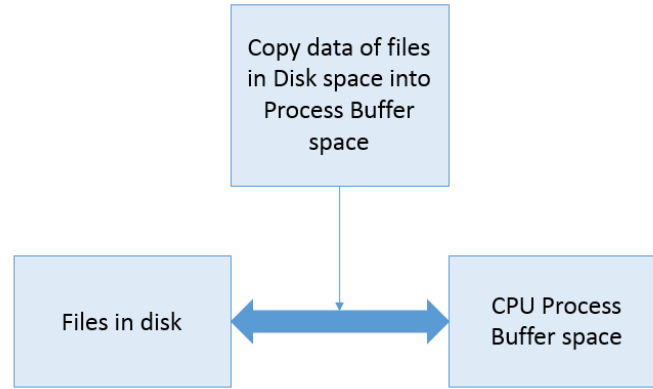 Copy data of files
in Disk space into
Process Buffer
space
Files in disk
CPU Process
Buffer space